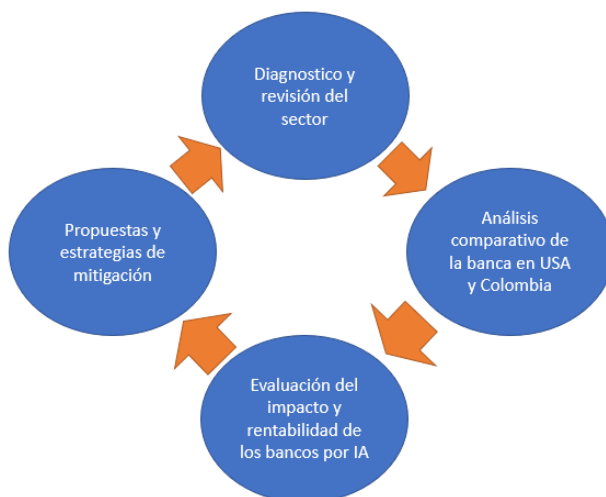 Diagnostico y
revisión del
sector
Análisis
comparativo de
la banca en USA
y Colombia
Evaluación del
impacto y
rentabilidad de
los bancos por IA
Propuestas y
estrategias de
mitigación